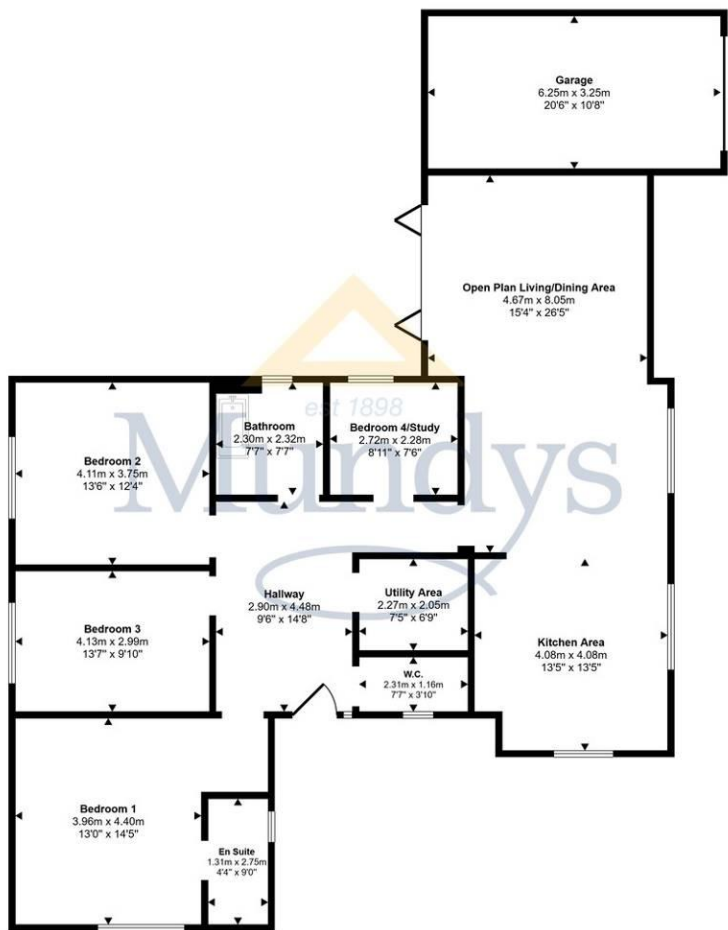 Garage
6.25m x 3.25m
20'6" x 10'8"
Open Plan Living/Dining Area
4.67m x 8.05m
15'4" x 26'5"
est 1898
Mundys
Bathroom
2.30m x 2.32m
7'7" x 7'7"
Bedroom 4/Study
2.72m x 2.28m
8'11" x 7'6"
Bedroom 2
4.11m x 3.75m
13'6" x 12'4"
Hallway
2.90m x 4.48m
9'6" x 14'8"
Utility Area
2.27m x 2.05m
7'5" x 6'9"
Bedroom 3
4.13m x 2.99m
13'7" x 9'10"
Kitchen Area
4.08m x 4.08m
13'5" x 13'5"
W.C.
2.31m x 1.16m
7'7" x 3'10"
Bedroom 1
3.96m x 4.40m
13'0" x 14'5"
En Suite
1.31m x 2.75m
4'4" x 9'0"